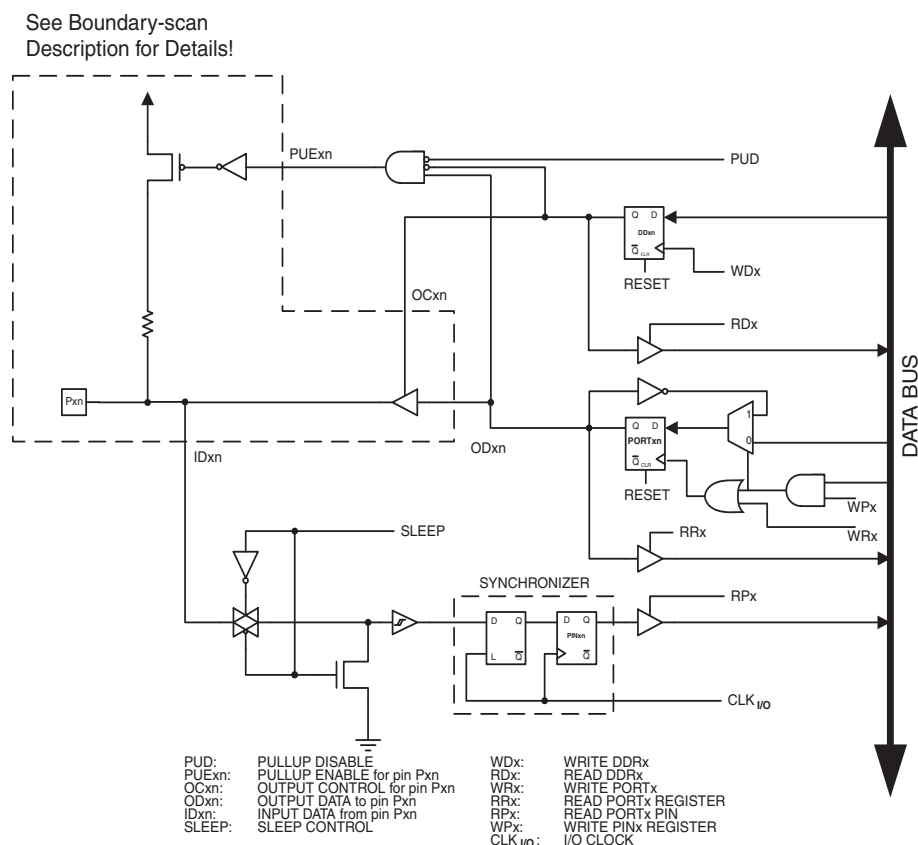 See Boundary-scan
Description for Details!
PUExn
PUD
Q D
DDxn
Q CLR
WDx
RESET
OCxn
RDx
Pxn
1
Q D
PORTxn
0
ODxn
Q CLR
IDxn
RESET
WPx
WRx
SLEEP
RRx
SYNCHRONIZER
RPx
D Q
D Q
PINxn
L Q
Q
CLK I/O
DATA BUS
PUD: PULLUP DISABLE
PUExn: PULLUP ENABLE for pin Pxn
OCxn: OUTPUT CONTROL for pin Pxn
ODxn: OUTPUT DATA to pin Pxn
IDxn: INPUT DATA from pin Pxn
SLEEP: SLEEP CONTROL
WDx: WRITE DDRx
RDx: READ DDRx
WRx: WRITE PORTx
RRx: READ PORTx REGISTER
RPx: READ PORTx PIN
WPx: WRITE PINx REGISTER
CLK I/O: I/O CLOCK